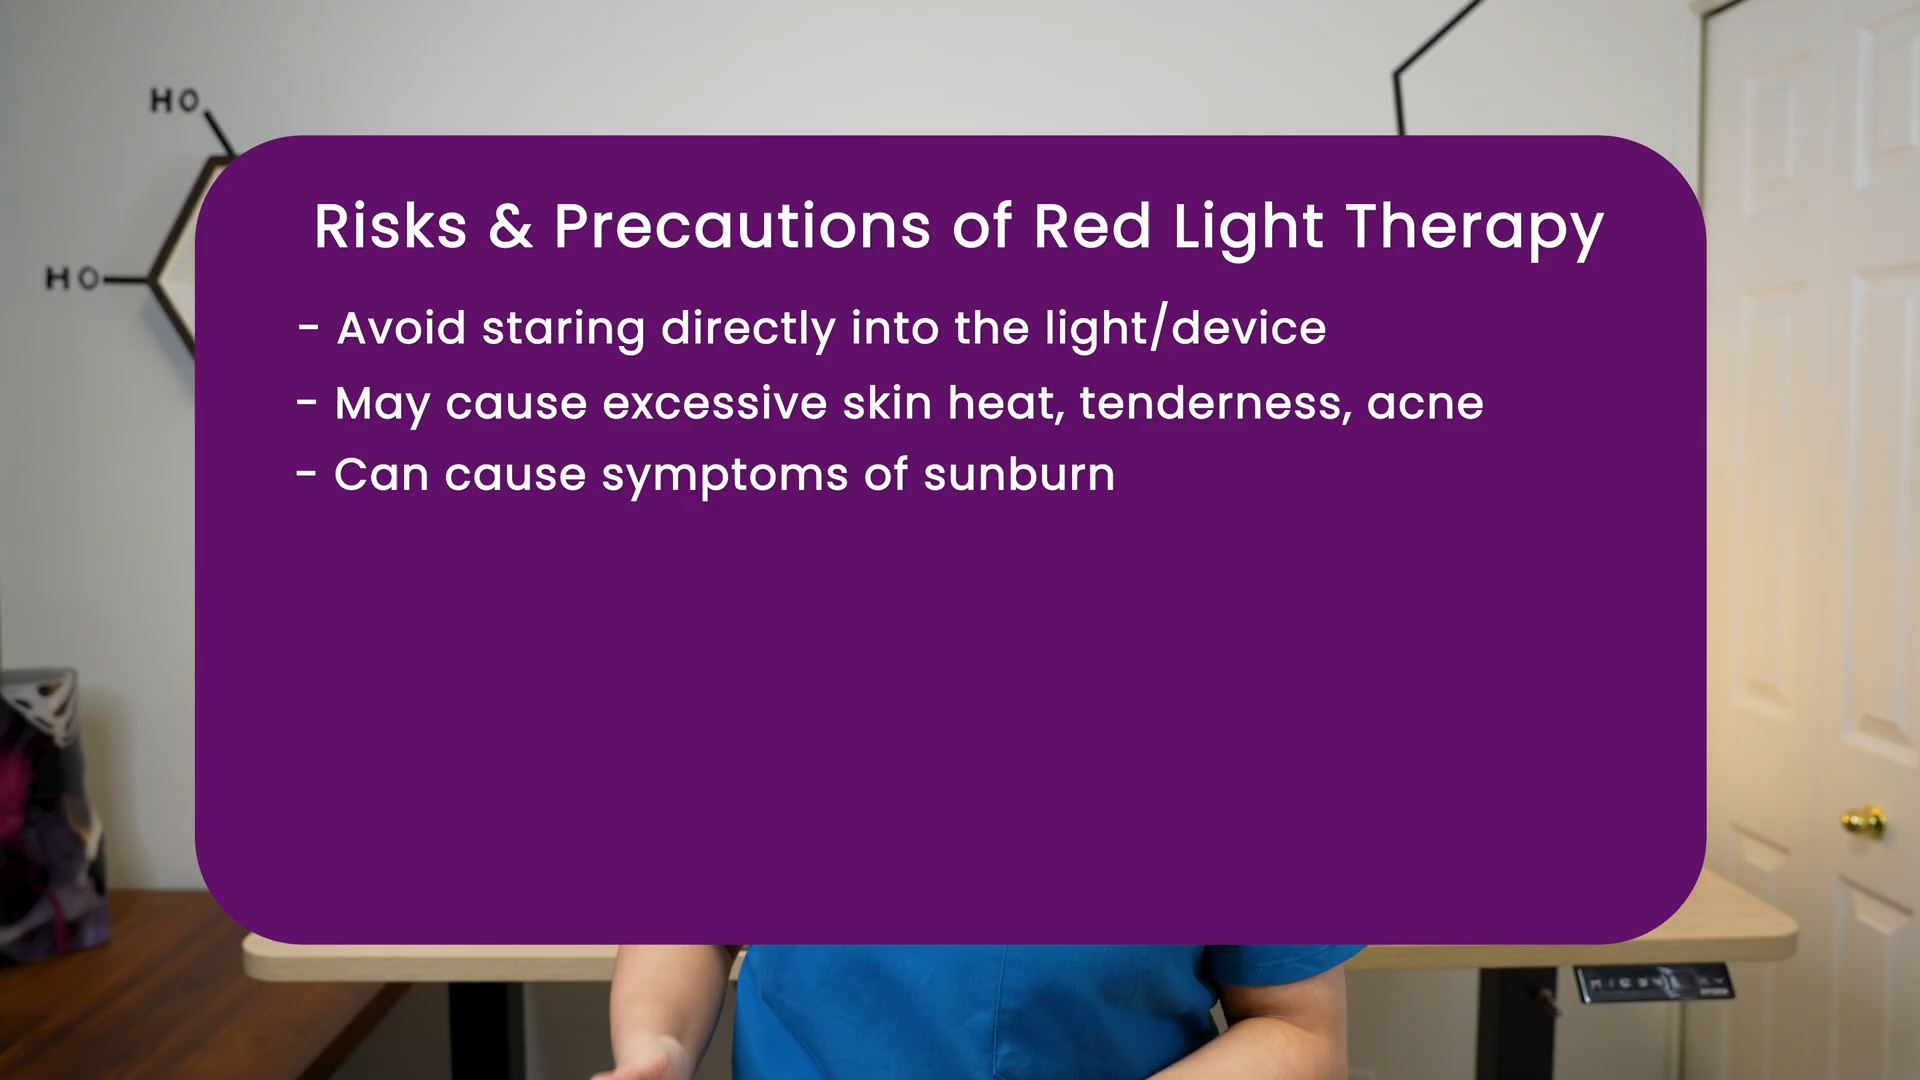 HO
HO
Risks & Precautions of Red Light Therapy
- Avoid staring directly into the light/device
- May cause excessive skin heat, tenderness, acne
- Can cause symptoms of sunburn